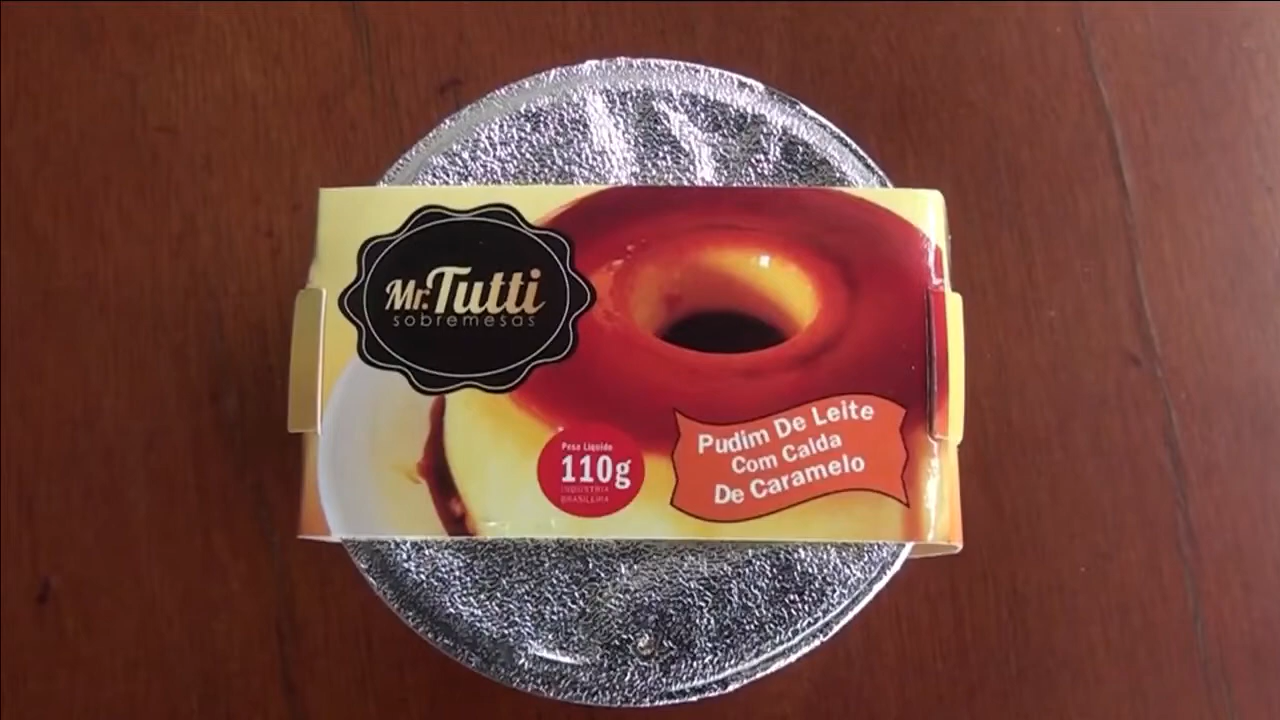 Mr. Tutti
sobremesas
Peso Líquido
110g
INDÚSTRIA
BRASILEIRA
Pudim De Leite
Com Calda
De Caramelo